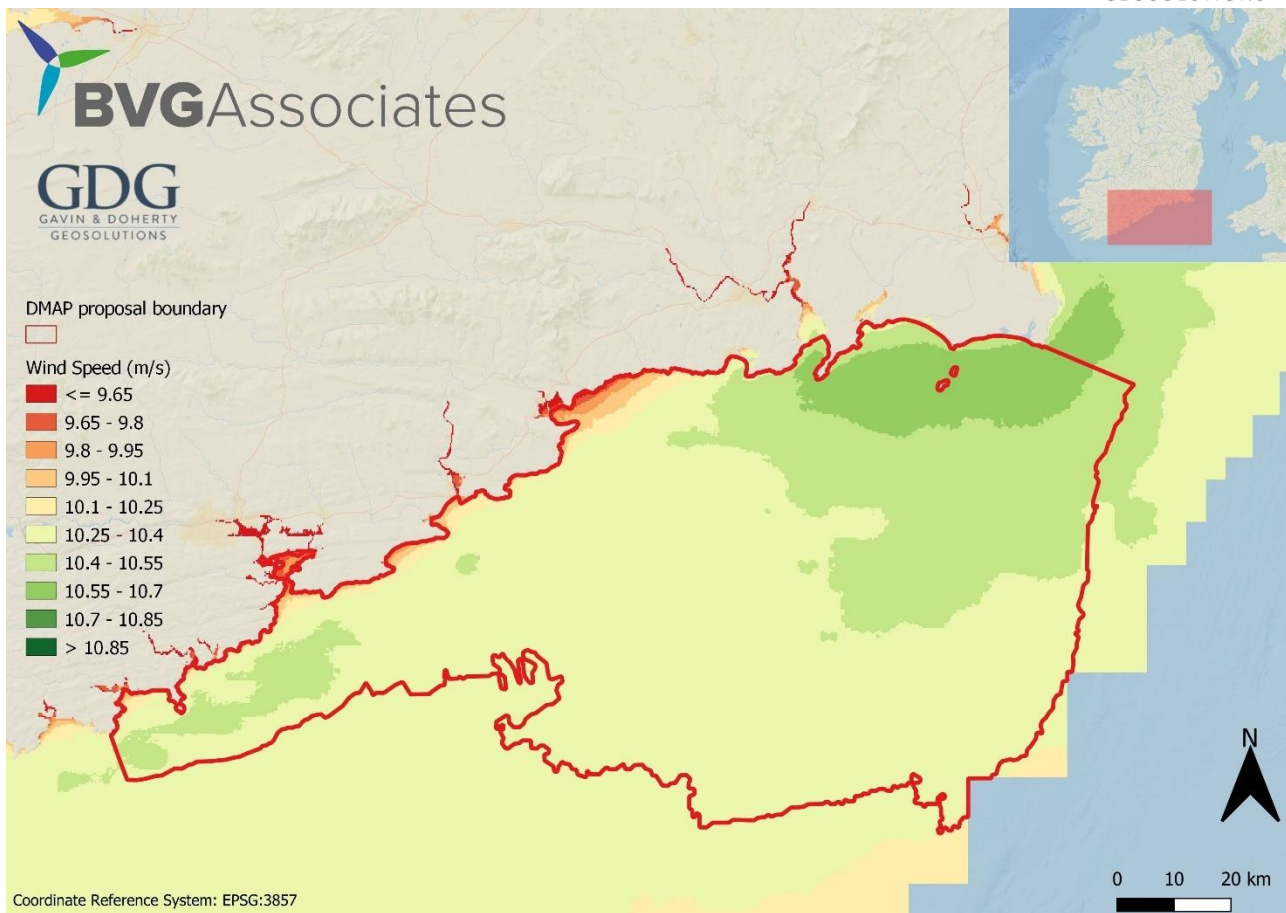 BVGAssociates
GDG
GAVIN & DOHERTY
GEOSOLUTIONS
DMAP proposal boundary
Wind Speed (m/s)
<= 9.65
9.65 - 9.8
9.8 - 9.95
9.95 - 10.1
10.1 - 10.25
10.25 - 10.4
10.4 - 10.55
10.55 - 10.7
10.7 - 10.85
> 10.85
N
0 10 20 km
Coordinate Reference System: EPSG:3857